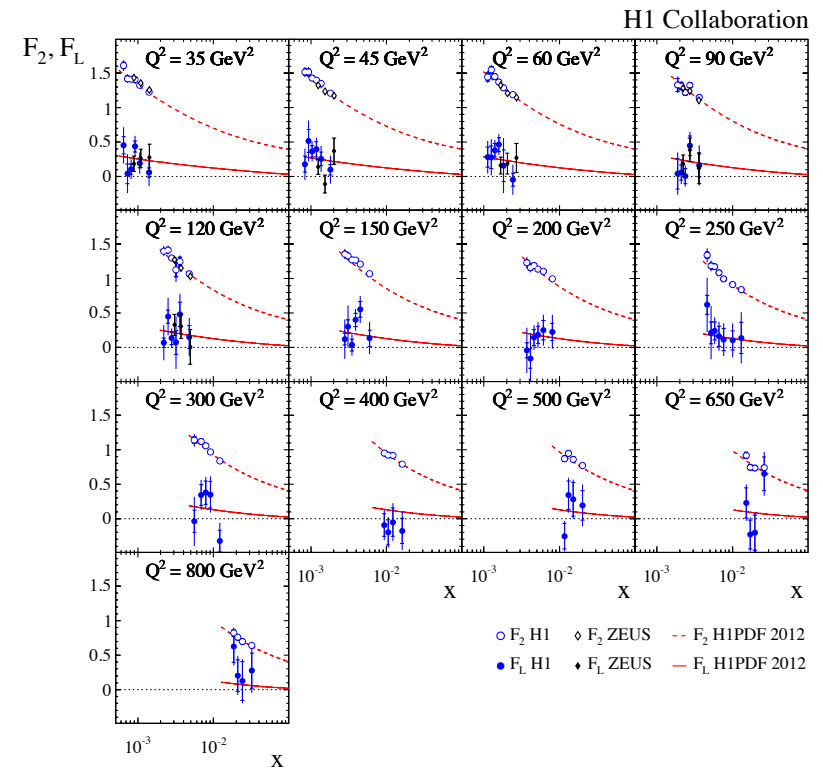 H1 Collaboration
F₂, F_L
Q² = 35 GeV² Q² = 45 GeV² Q² = 60 GeV² Q² = 90 GeV²
1.5
1
0.5
0
Q² = 120 GeV² Q² = 150 GeV² Q² = 200 GeV² Q² = 250 GeV²
1.5
1
0.5
0
Q² = 300 GeV² Q² = 400 GeV² Q² = 500 GeV² Q² = 650 GeV²
1.5
1
0.5
0
Q² = 800 GeV² 10⁻³ 10⁻² 10⁻³ 10⁻² 10⁻³ 10⁻²
x x x
1.5
1
0.5
0
F₂ H1 F₂ ZEUS F₂ H1PDF 2012
F_L H1 F_L ZEUS F_L H1PDF 2012
10⁻³ 10⁻²
x